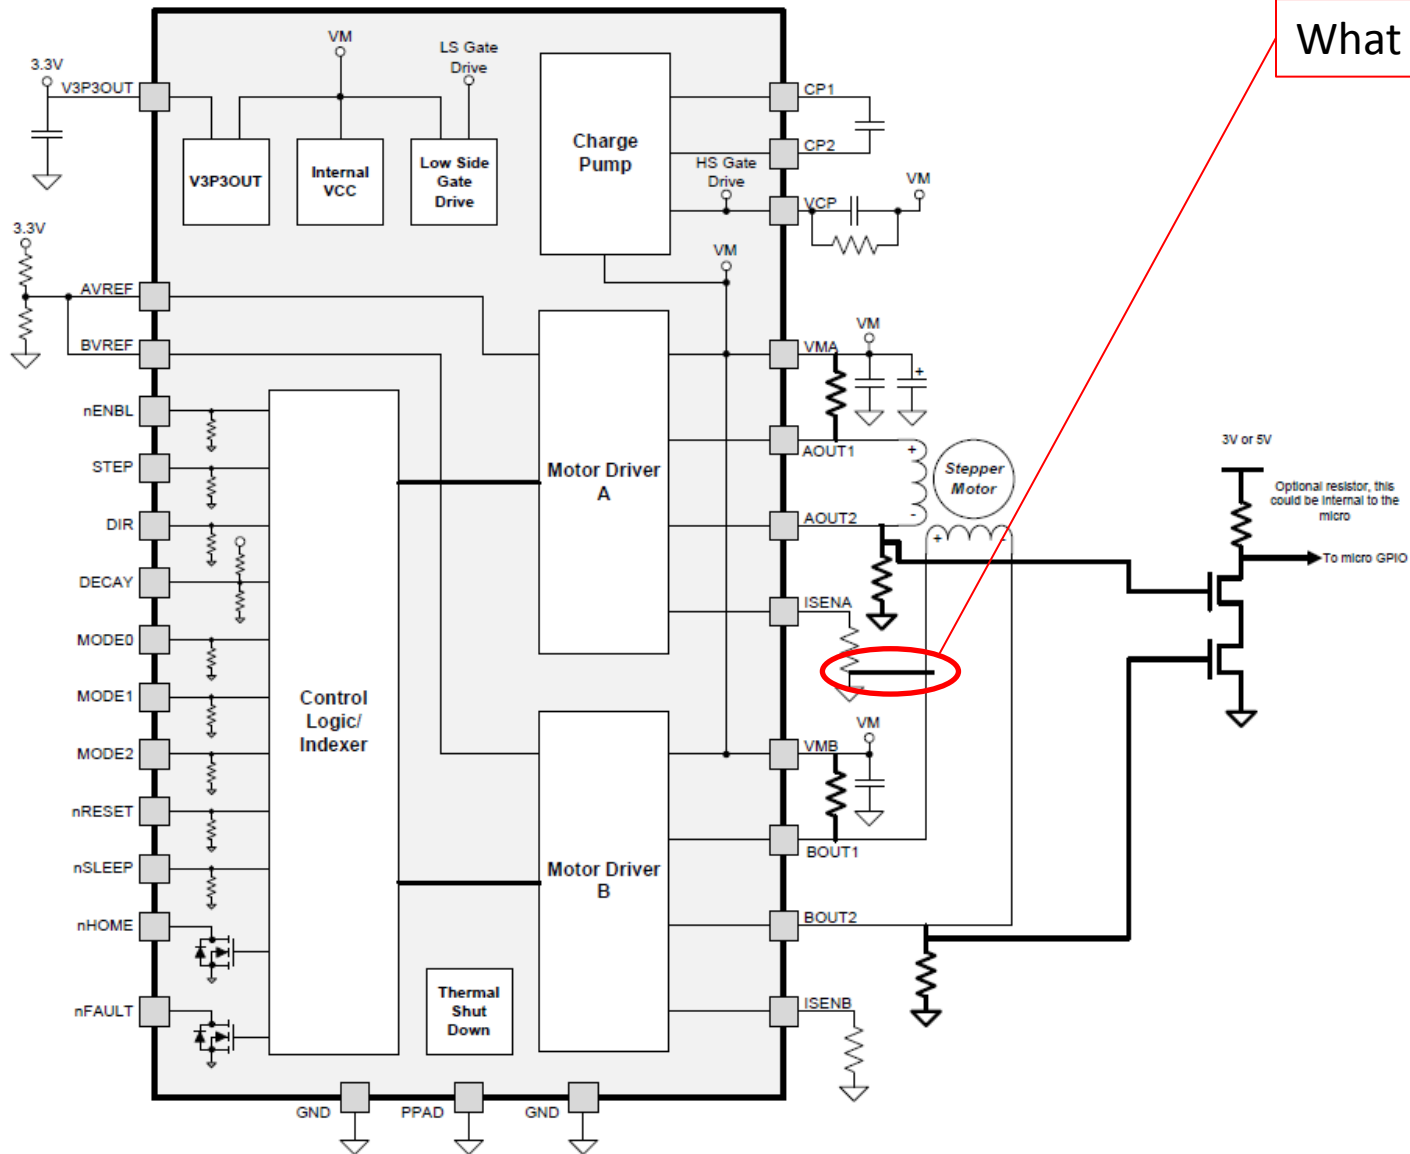 What
VM
LS Gate
Drive
3.3V
V3P3OUT
V3P3OUT
Internal
VCC
Low Side
Gate
Drive
Charge
Pump
CP1
CP2
HS Gate
Drive
VCP
VM
3.3V
AVREF
BVREF
VM
VM
VMA
nENBL
STEP
DIR
DECAY
MODE0
MODE1
MODE2
nRESET
nSLEEP
nHOME
nFAULT
Control
Logic/
Indexer
Motor Driver
A
AOUT1
+
-
Stepper
Motor
+
-
AOUT2
ISENA
+
3V or 5V
Optional resistor, this
could be internal to the
micro
To micro GPIO
VM
VMB
Motor Driver
B
BOUT1
BOUT2
ISENB
Thermal
Shut
Down
GND
PPAD
GND